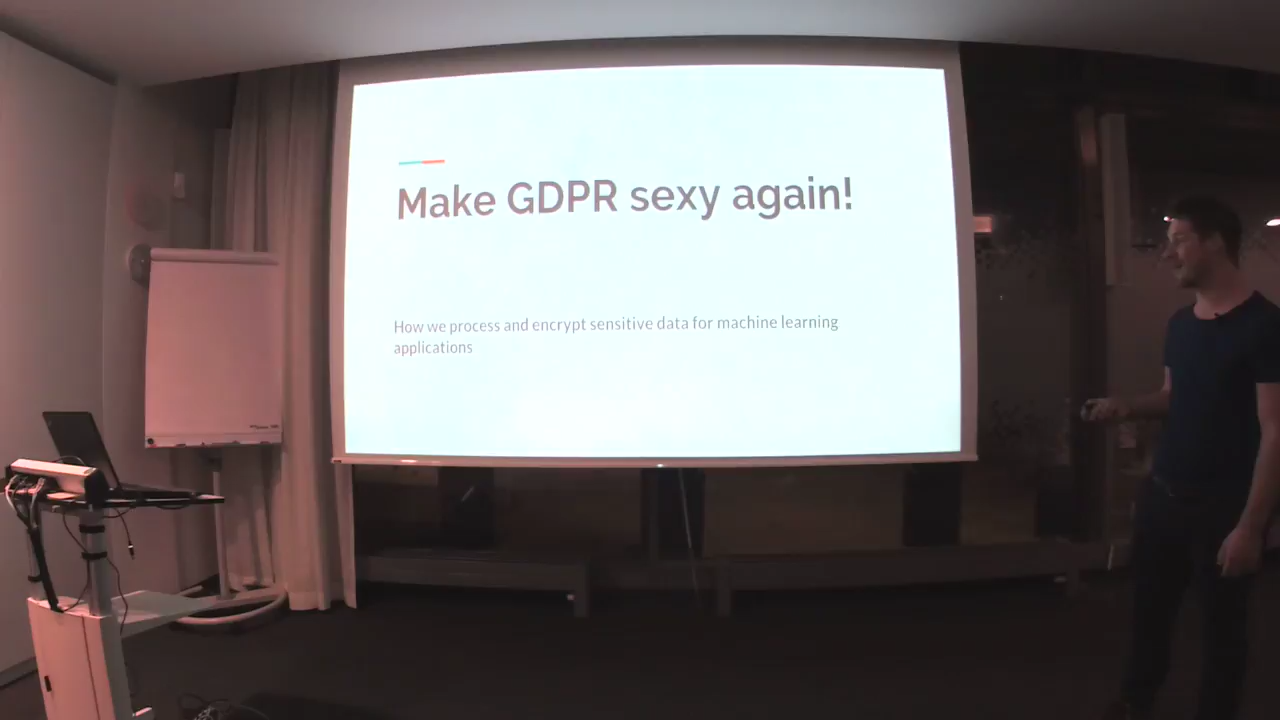 Make GDPR sexy again!
How we process and encrypt sensitive data for machine learning
applications